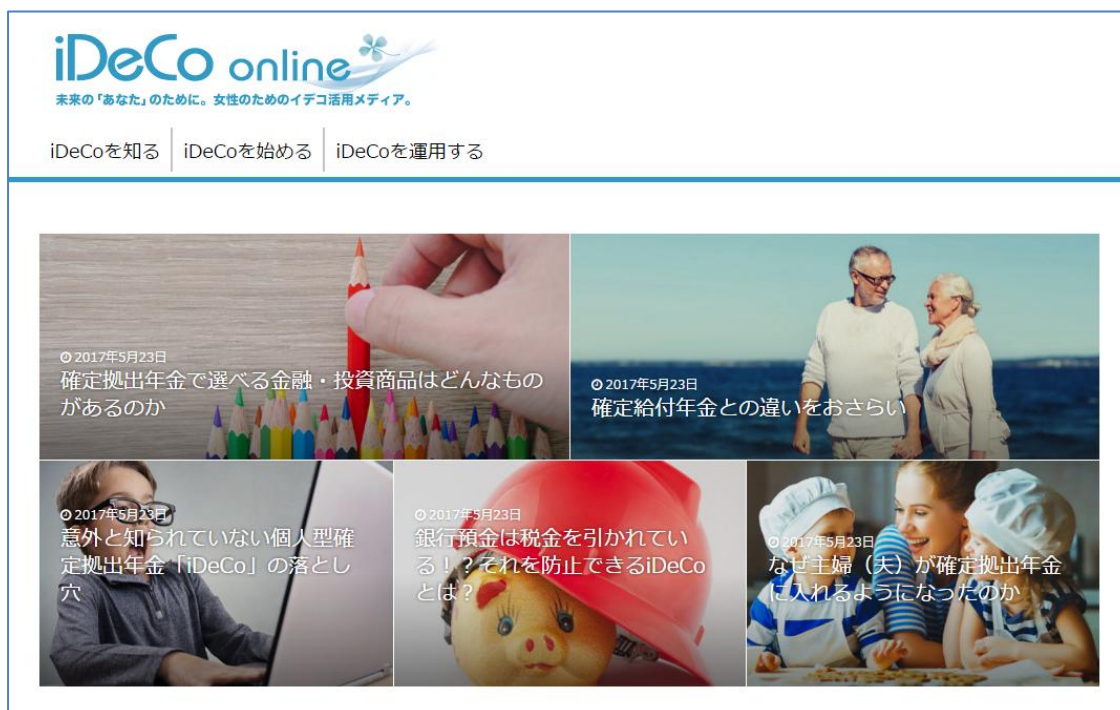 iDeCo online
未来の「あなた」のために。女性のためのイデコ活用メディア。
iDeCoを知る
iDeCoを始める
iDeCoを運用する
2017年5月23日
確定拠出年金で選べる金融・投資商品はどんなもの
があるのか
2017年5月23日
確定給付年金との違いをおさらい
2017年5月23日
意外と知られていない個人型確
定拠出年金「iDeCo」の落とし
穴
2017年5月23日
銀行預金は税金を引かれてい
る！？それを防止できるiDeCo
とは？
2017年5月23日
なぜ主婦（夫）が確定拠出年金
に入れるようになったのか